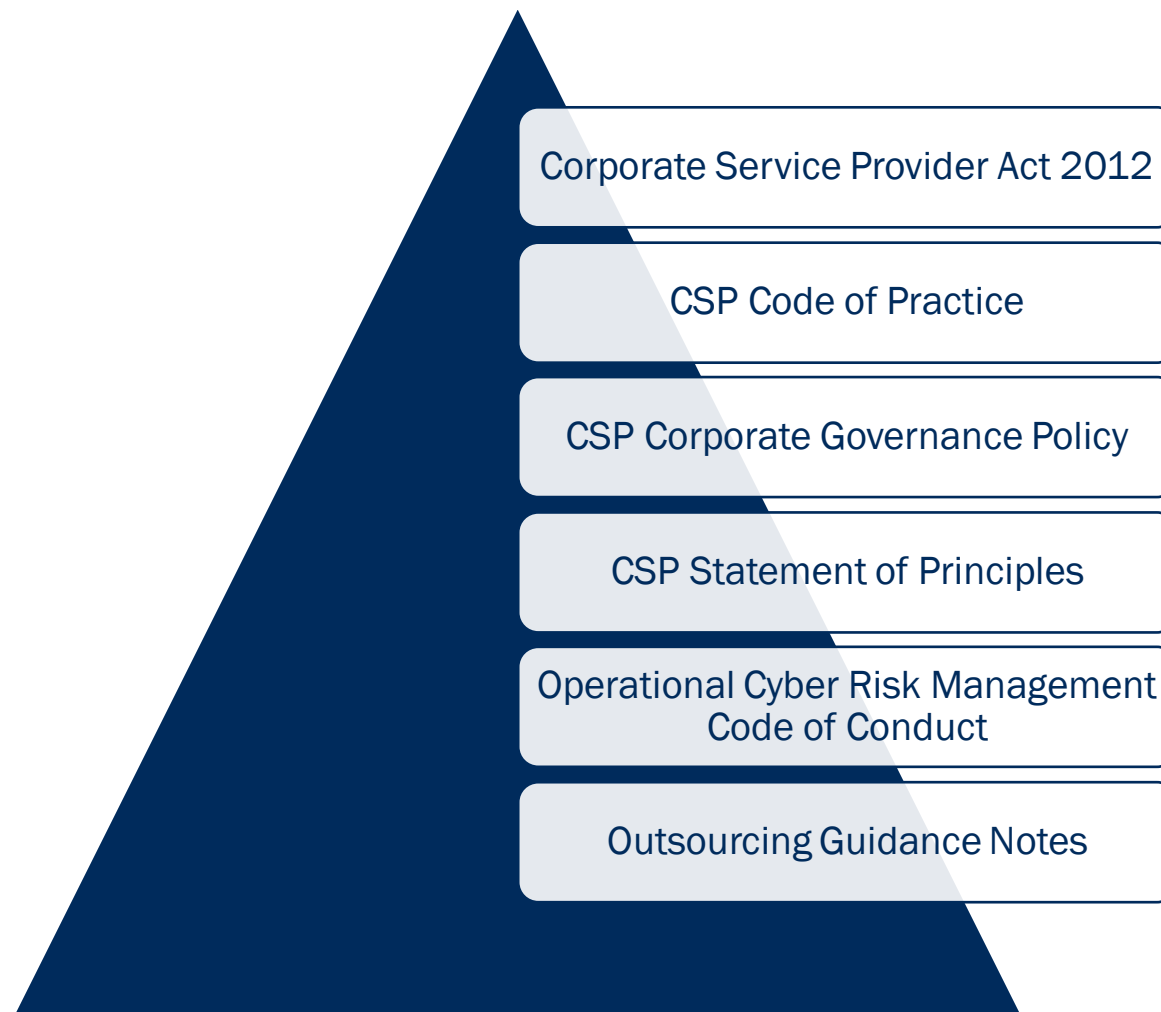 Corporate Service Provider Act 2012
CSP Code of Practice
CSP Corporate Governance Policy
CSP Statement of Principles
Operational Cyber Risk Management
Code of Conduct
Outsourcing Guidance Notes